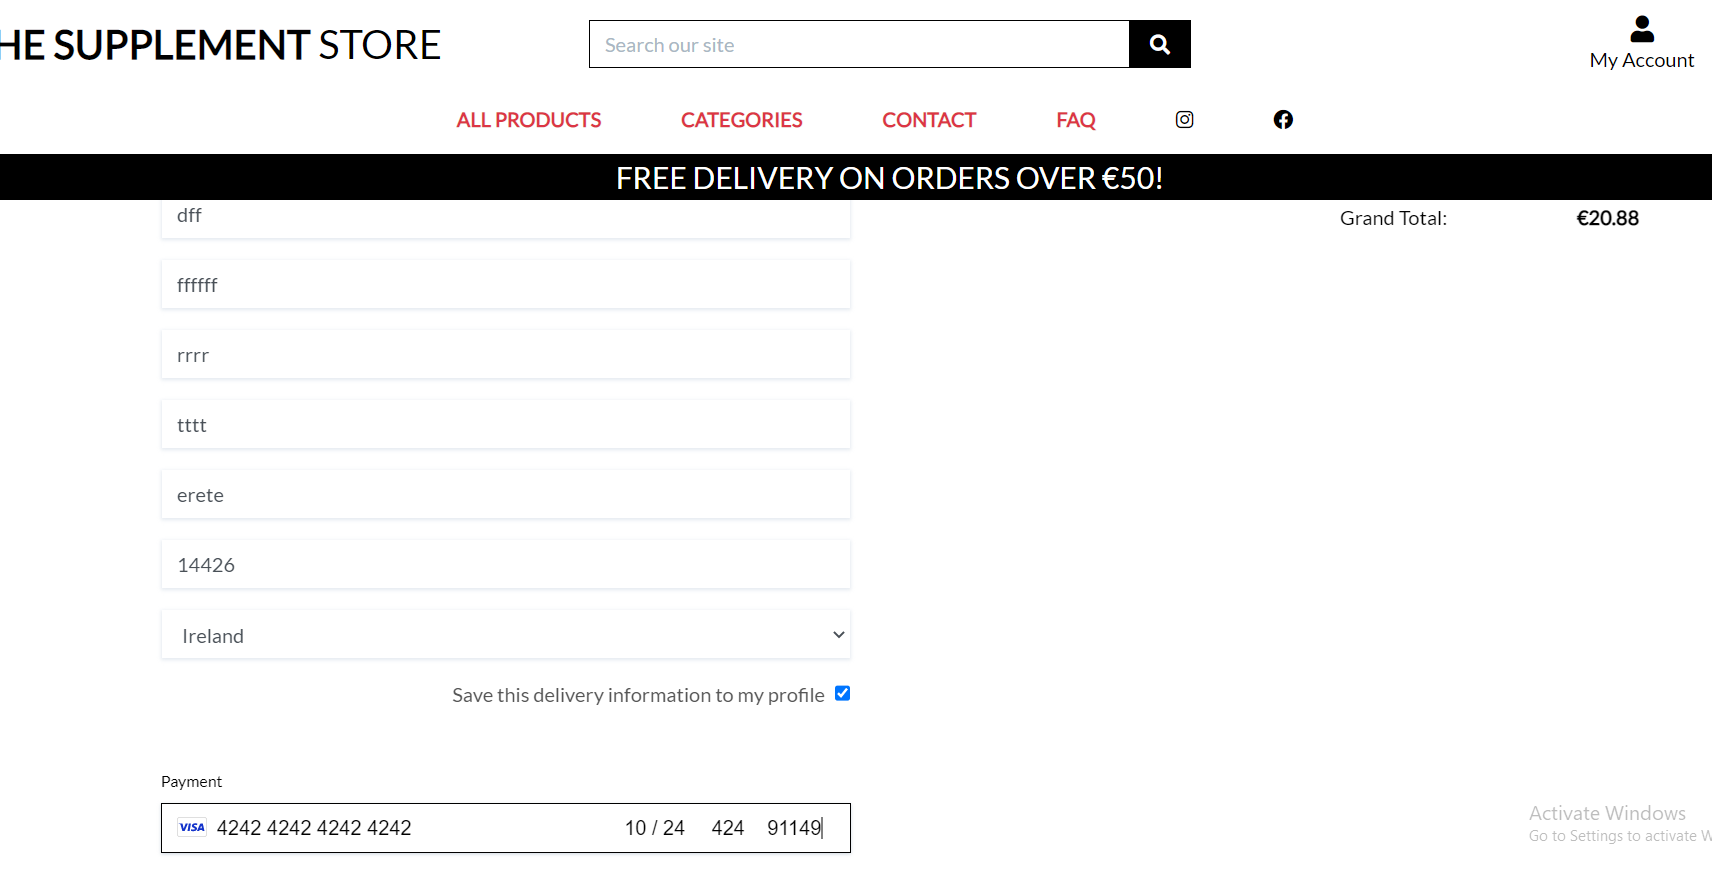 HE SUPPLEMENT STORE
Search our site
My Account
ALL PRODUCTS CATEGORIES CONTACT FAQ
FREE DELIVERY ON ORDERS OVER €50!
dff
Grand Total: €20.88
ffffff
rrrr
tttt
erete
14426
Ireland
Save this delivery information to my profile
Payment
VISA 4242 4242 4242 4242 10 / 24 424 91149
Activate Windows
Go to Settings to activate W